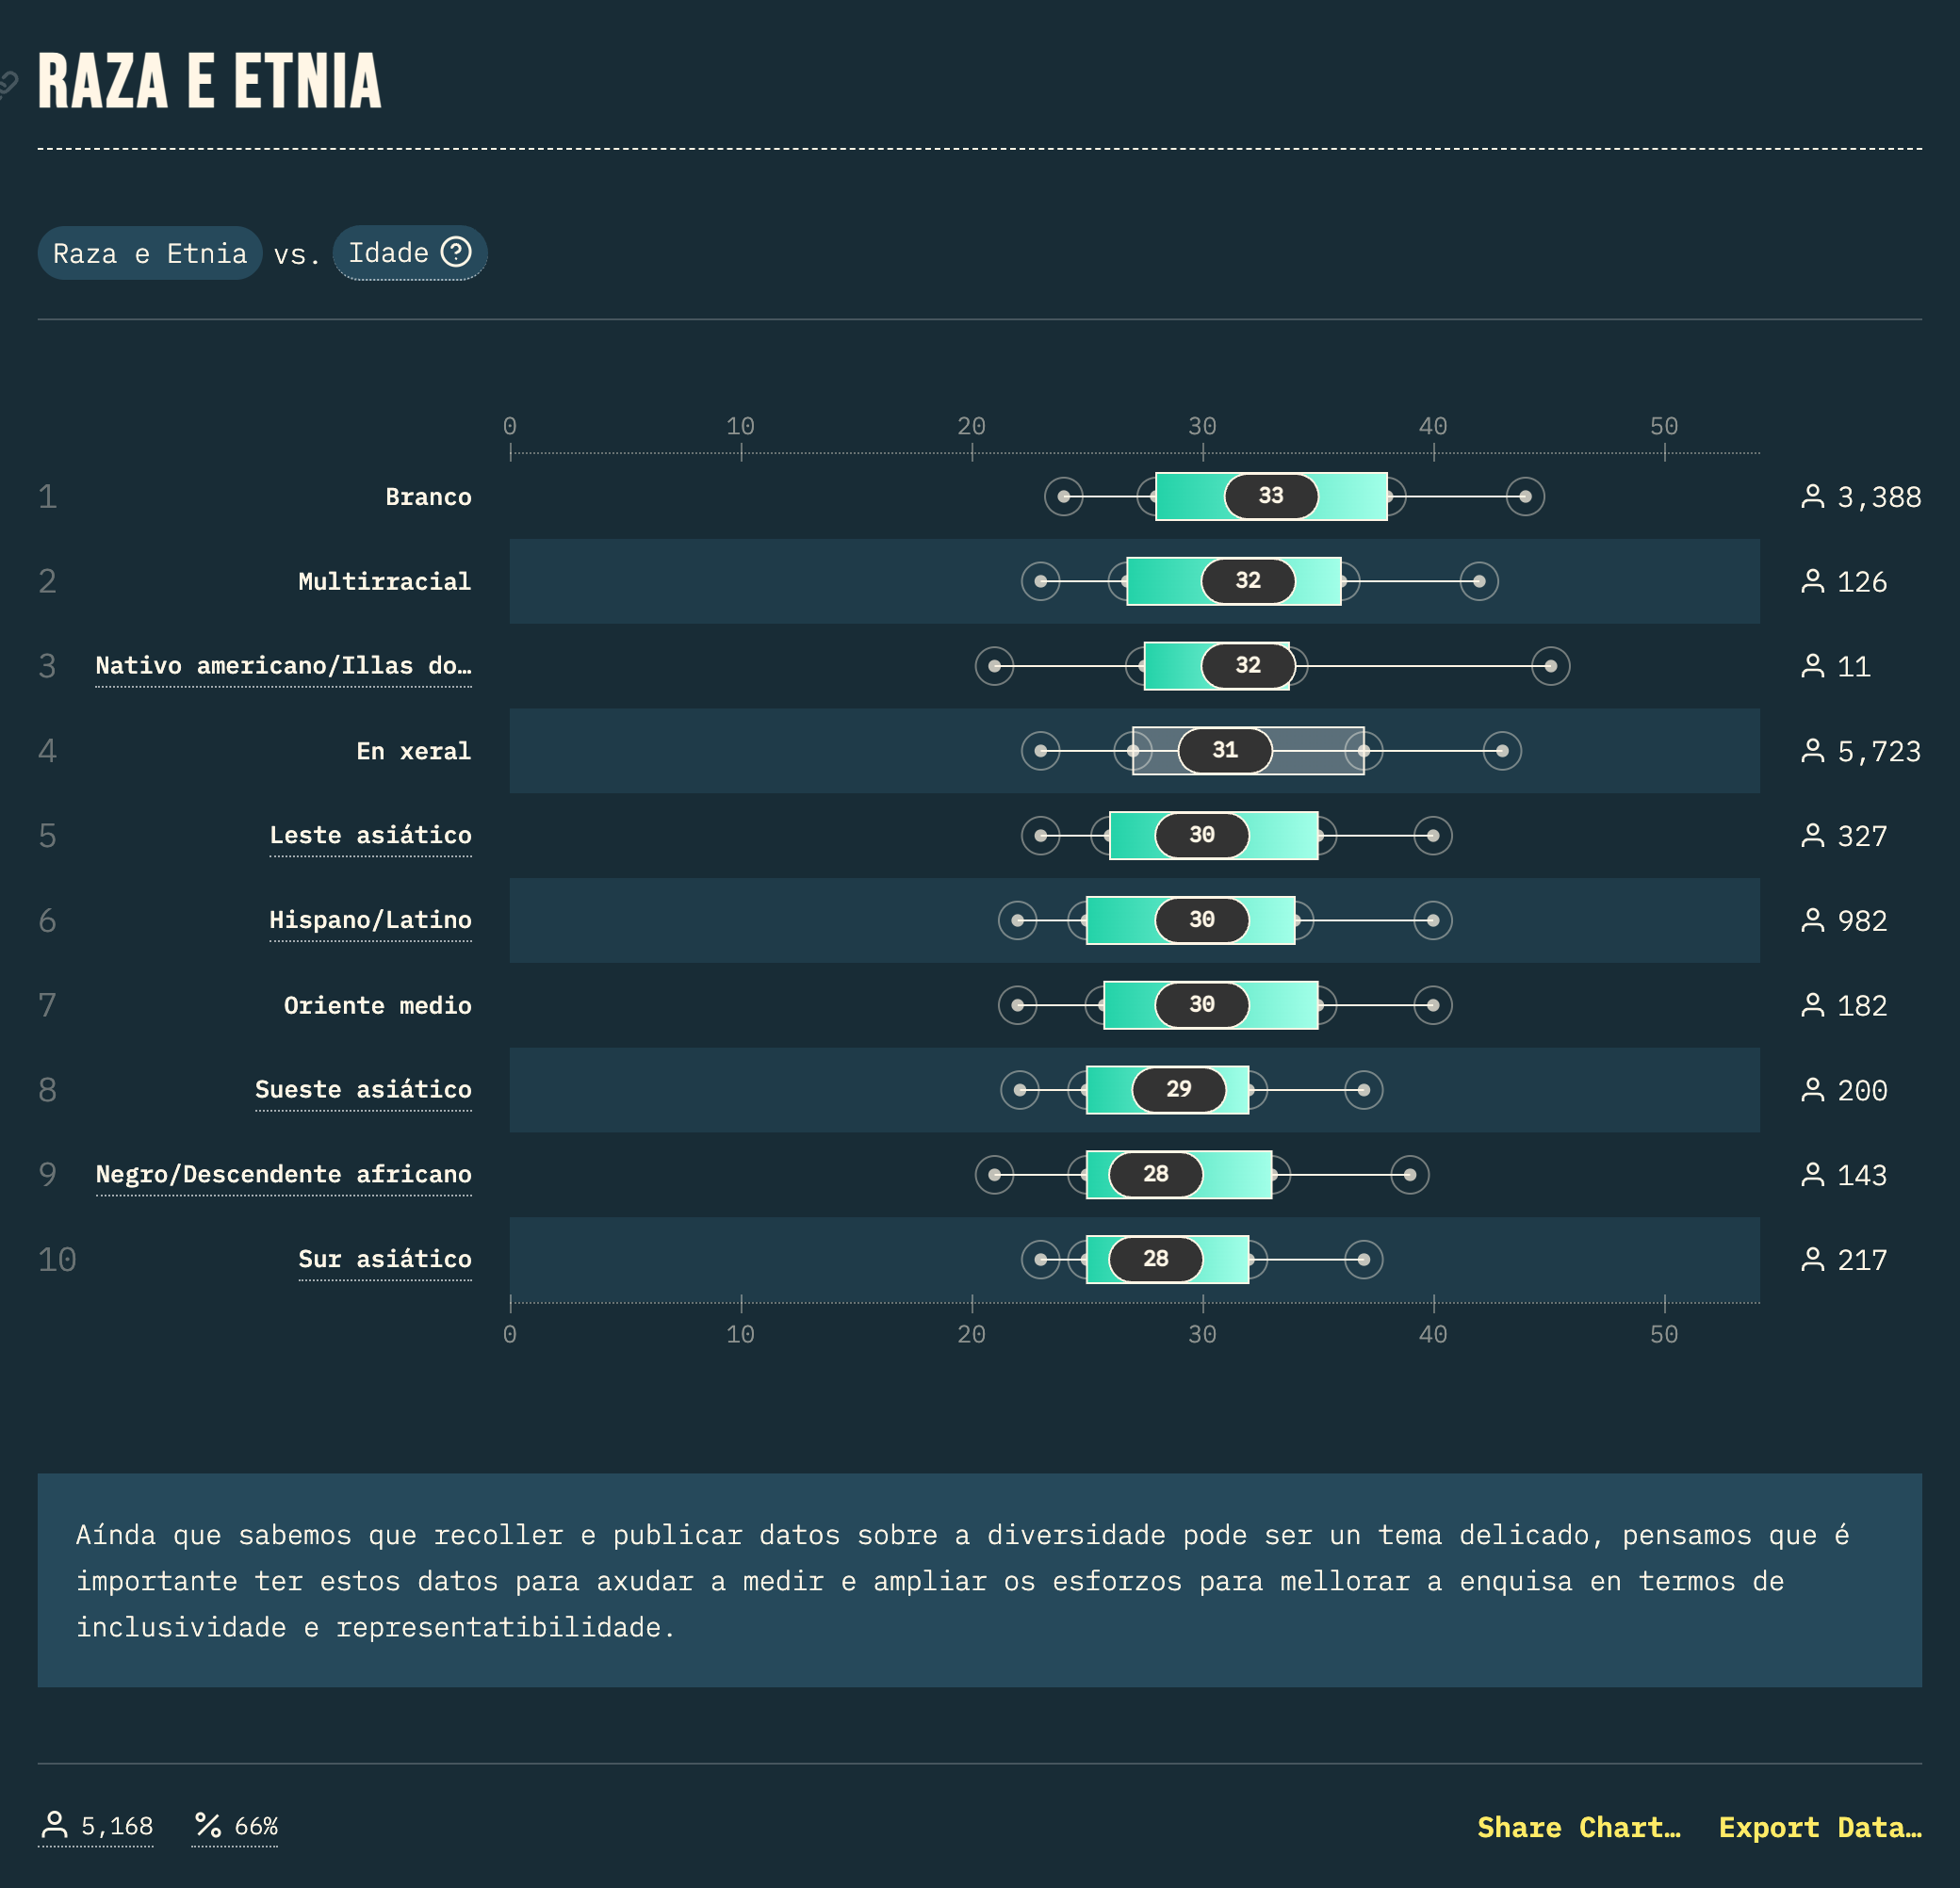 RAZA E ETNIA
Raza e Etnia vs. Idade ?
0 10 20 30 40 50
1 Branco 33 3,388
2 Multirracial 32 126
3 Nativo americano/Illas do… 32 11
4 En xeral 31 5,723
5 Leste asiático 30 327
6 Hispano/Latino 30 982
7 Oriente medio 30 182
8 Sueste asiático 29 200
9 Negro/Descendente africano 28 143
10 Sur asiático 28 217
0 10 20 30 40 50
Aínda que sabemos que recoller e publicar datos sobre a diversidade pode ser un tema delicado, pensamos que é
importante ter estos datos para axudar a medir e ampliar os esforzos para mellorar a enquisa en termos de
inclusividade e representatibilidade.
5,168 % 66% Share Chart… Export Data…